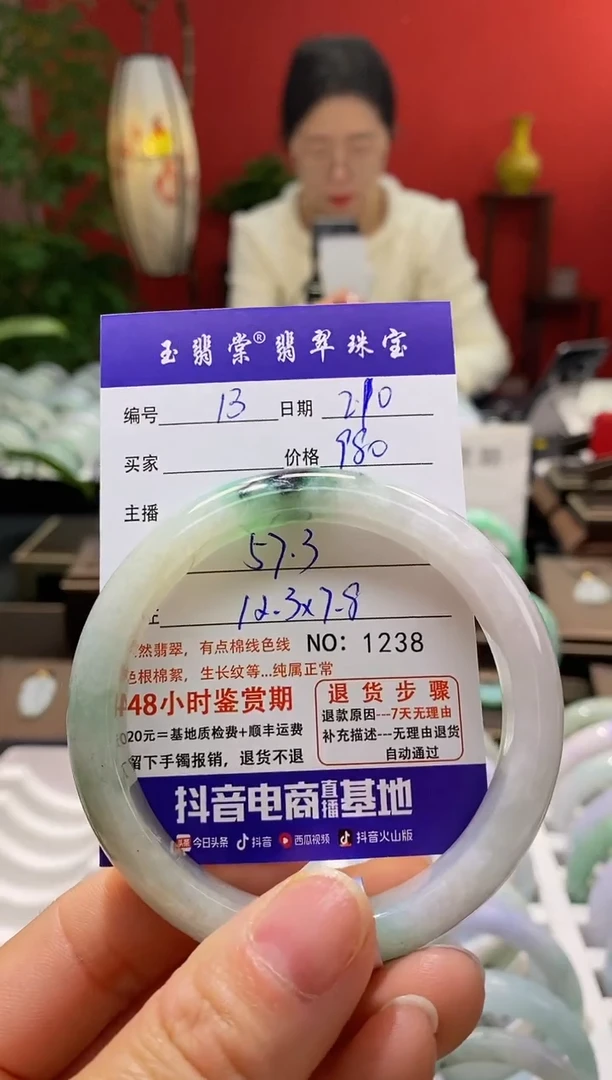 玉翡棠®翡翠珠宝
编号 13 日期 2.10
买家 价格 980
主播
57.3
12.3x7.8
然翡翠，有点棉线色线 NO: 1238
色根棉絮，生长纹等...纯属正常
48小时鉴赏期
退货步骤
退款原因---7天无理由
补充描述---无理由退货
自动通过
020元=基地质检费+顺丰运费
留下手镯报销，退货不退
抖音电商直播基地
头条 今日头条 抖音 西瓜视频 抖音火山版